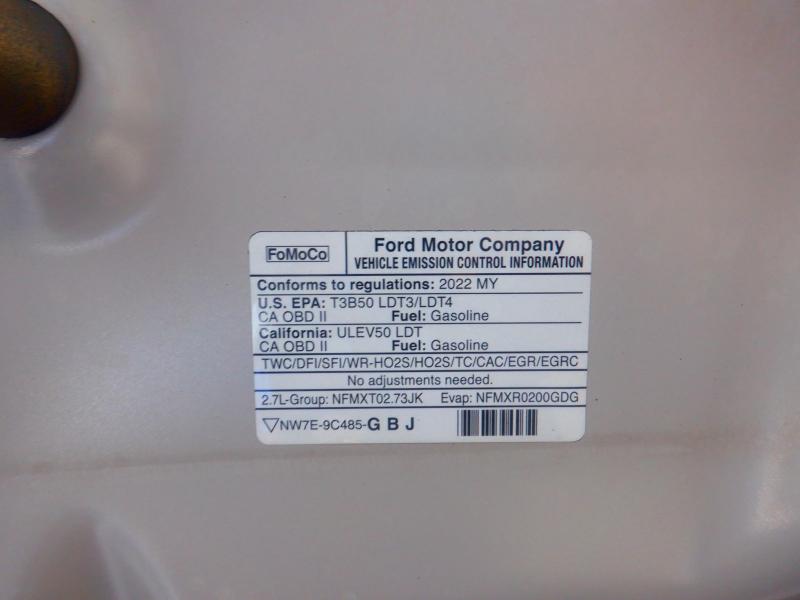 FoMoCo
Ford Motor Company
VEHICLE EMISSION CONTROL INFORMATION
Conforms to regulations: 2022 MY
U.S. EPA: T3B50 LDT3/LDT4
CA OBD II Fuel: Gasoline
California: ULEV50 LDT
CA OBD II Fuel: Gasoline
TWC/DFI/SFI/WR-HO2S/HO2S/TC/CAC/EGR/EGRC
No adjustments needed.
2.7L-Group: NFMXT02.73JK Evap: NFMXR0200GDG
NW7E-9C485-G B J